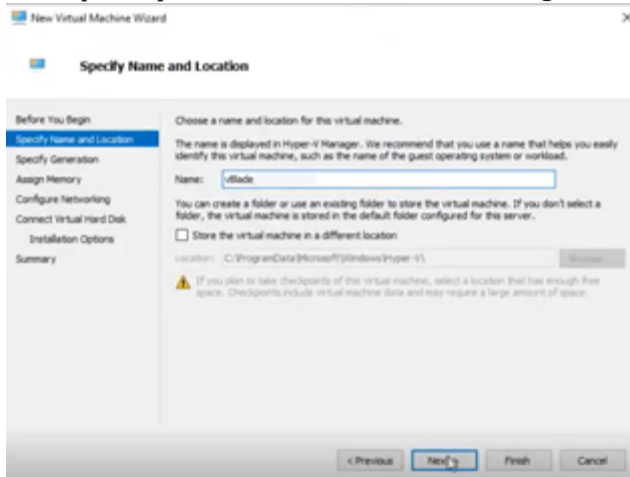 New Virtual Machine Wizard
Specify Name and Location
Before You Begin
Specify Name and Location
Specify Generation
Assign Memory
Configure Networking
Connect Virtual Hard Disk
Installation Options
Summary
Choose a name and location for this virtual machine.
The name is displayed in Hyper-V Manager. We recommend that you use a name that helps you easily
identify this virtual machine, such as the name of the guest operating system or workload.
Name: vBlade
You can create a folder or use an existing folder to store the virtual machine. If you don't select a
folder, the virtual machine is stored in the default folder configured for this server.
Store the virtual machine in a different location
Location: C:\ProgramData\Microsoft\Windows\Hyper-V\
Browse...
If you plan to take checkpoints of this virtual machine, select a location that has enough free
space. Checkpoints include virtual machine data and may require a large amount of space.
< Previous
Next >
Finish
Cancel